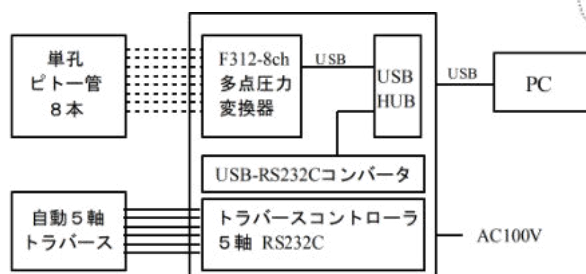 単孔
ピトー管
８本
F312-8ch
多点圧力
変換器
USB
USB
HUB
USB
PC
USB-RS232Cコンバータ
自動５軸
トラバース
トラバースコントローラ
５軸 RS232C
AC100V